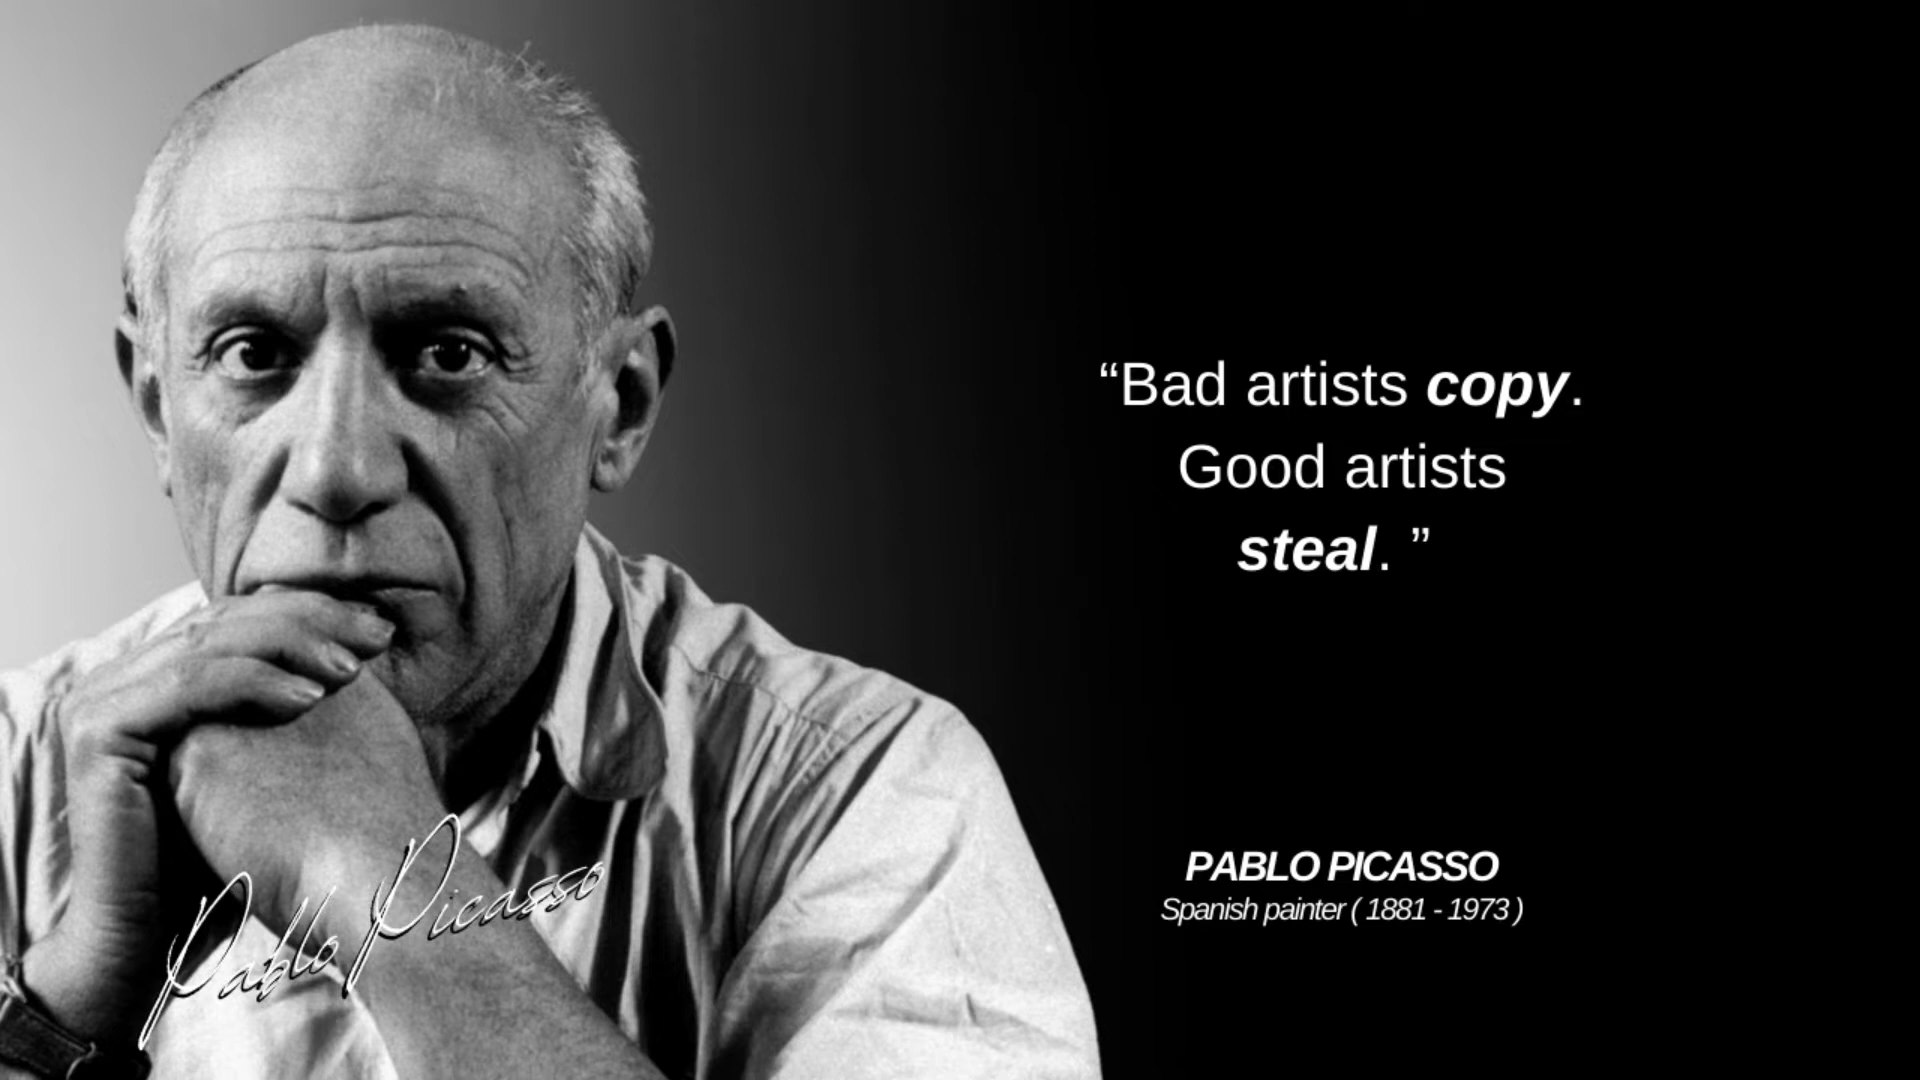 “Bad artists copy.
Good artists
steal. ”
PABLO PICASSO
Spanish painter ( 1881 - 1973 )
Pablo Picasso